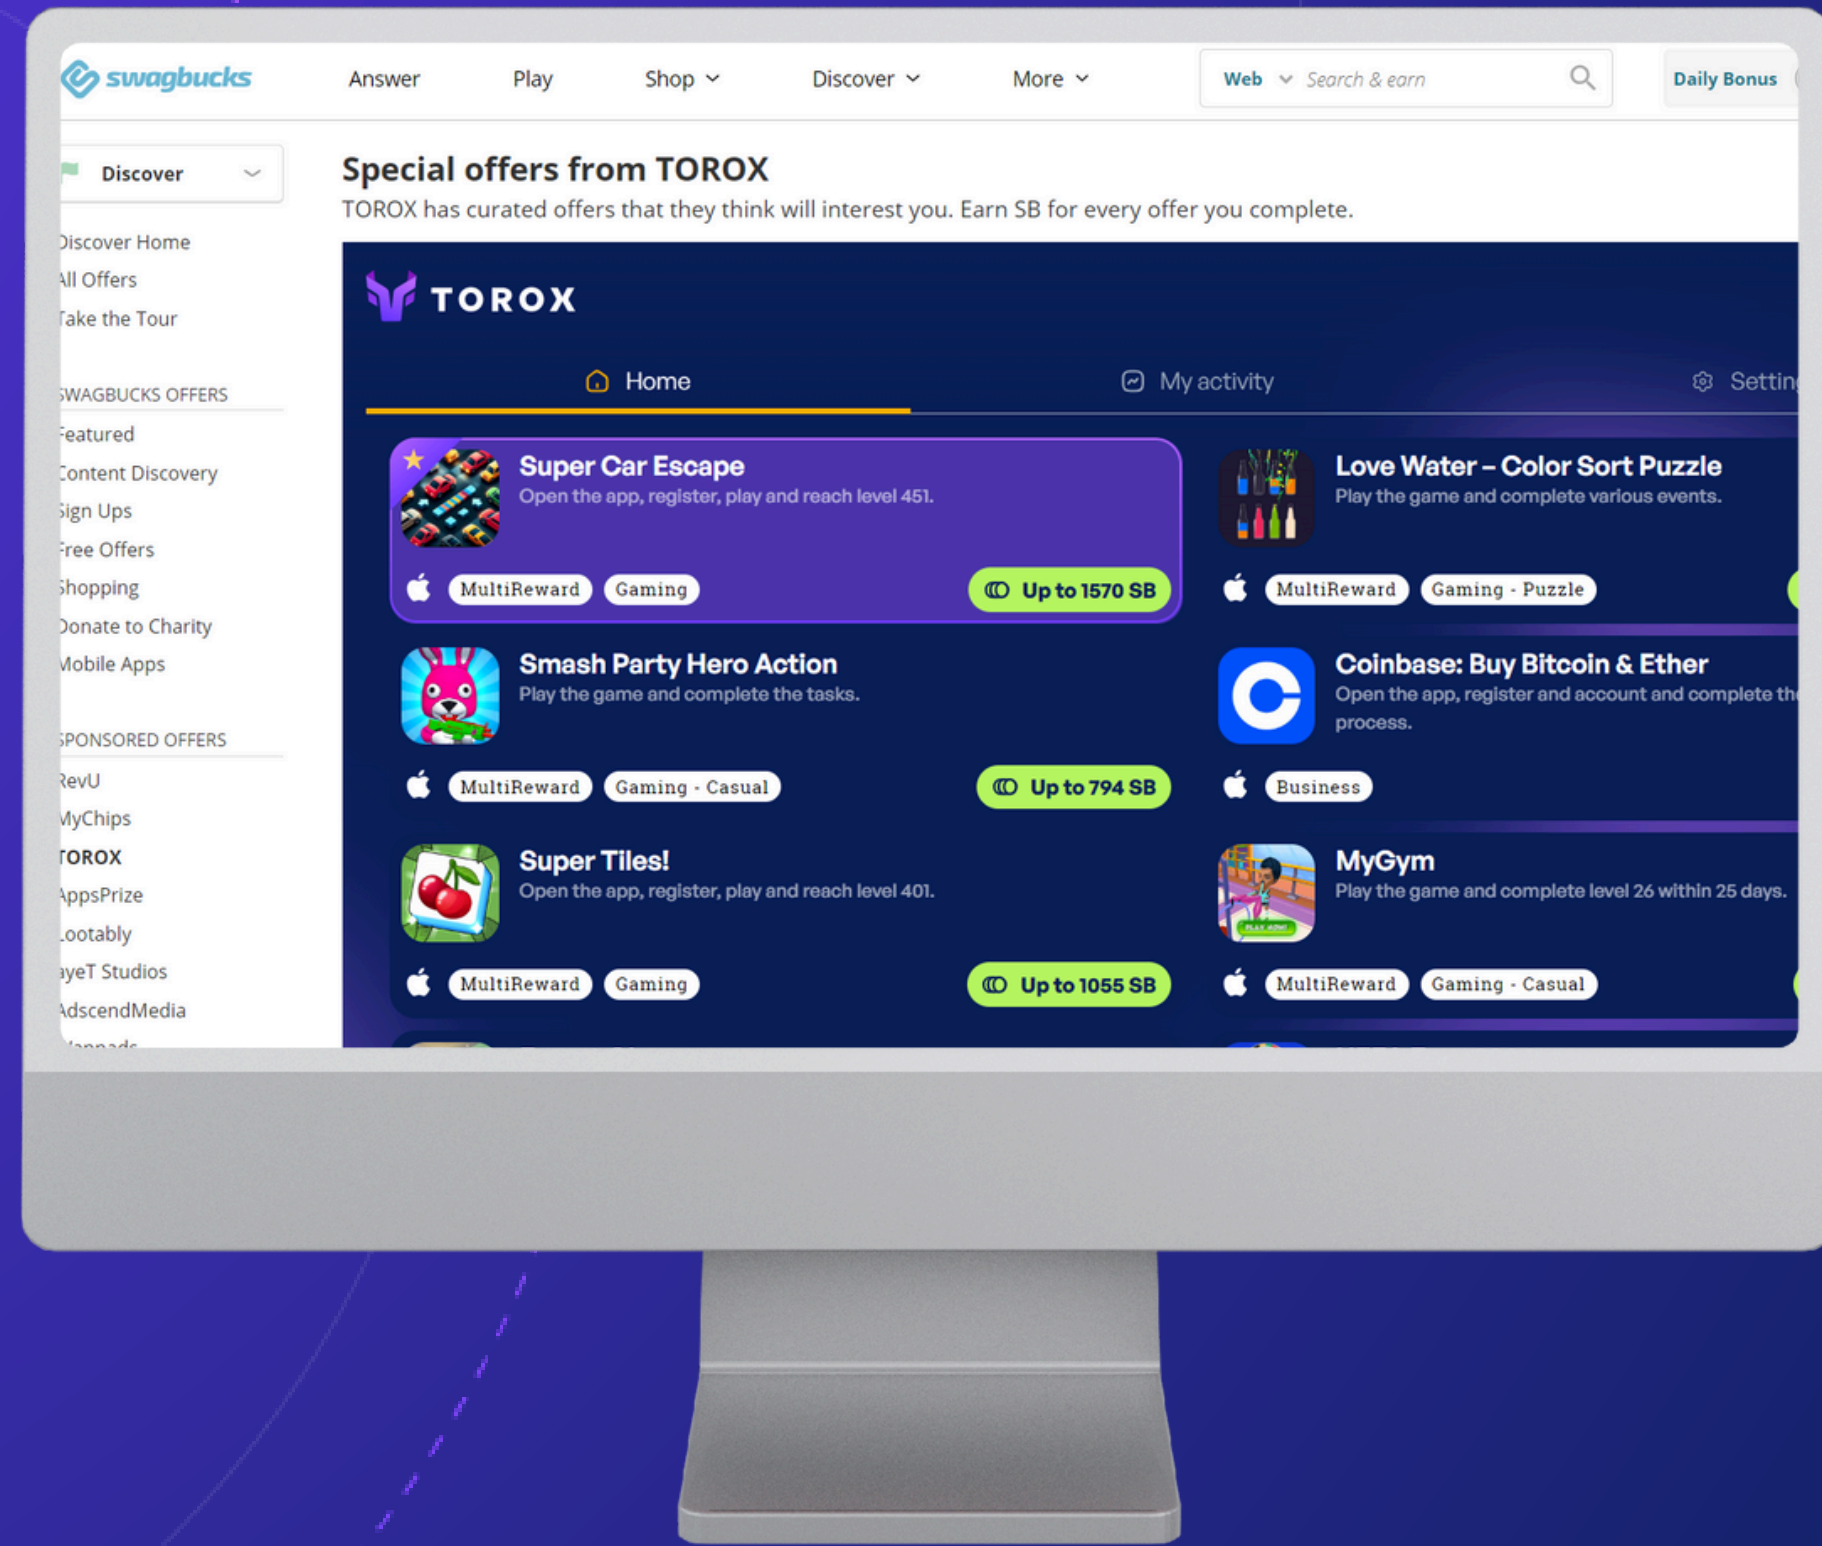 swagbucks
Answer
Play
Shop
Discover
More
Web
Search & earn
Daily Bonus
Discover
Special offers from TOROX
TOROX has curated offers that they think will interest you. Earn SB for every offer you complete.
Discover Home
All Offers
Take the Tour
SWAGBUCKS OFFERS
Featured
Content Discovery
Sign Ups
Free Offers
Shopping
Donate to Charity
Mobile Apps
SPONSORED OFFERS
RevU
MyChips
TOROX
AppsPrize
Lootably
ayeT Studios
AdscendMedia
TOROX
Home
My activity
Super Car Escape
Open the app, register, play and reach level 451.
MultiReward
Gaming
Up to 1570 SB
Love Water – Color Sort Puzzle
Play the game and complete various events.
MultiReward
Gaming - Puzzle
Smash Party Hero Action
Play the game and complete the tasks.
MultiReward
Gaming - Casual
Up to 794 SB
Coinbase: Buy Bitcoin & Ether
Open the app, register and account and complete
process.
Business
Super Tiles!
Open the app, register, play and reach level 401.
MultiReward
Gaming
Up to 1055 SB
MyGym
Play the game and complete level 26 within 25 days.
PLAY NOW!
MultiReward
Gaming - Casual